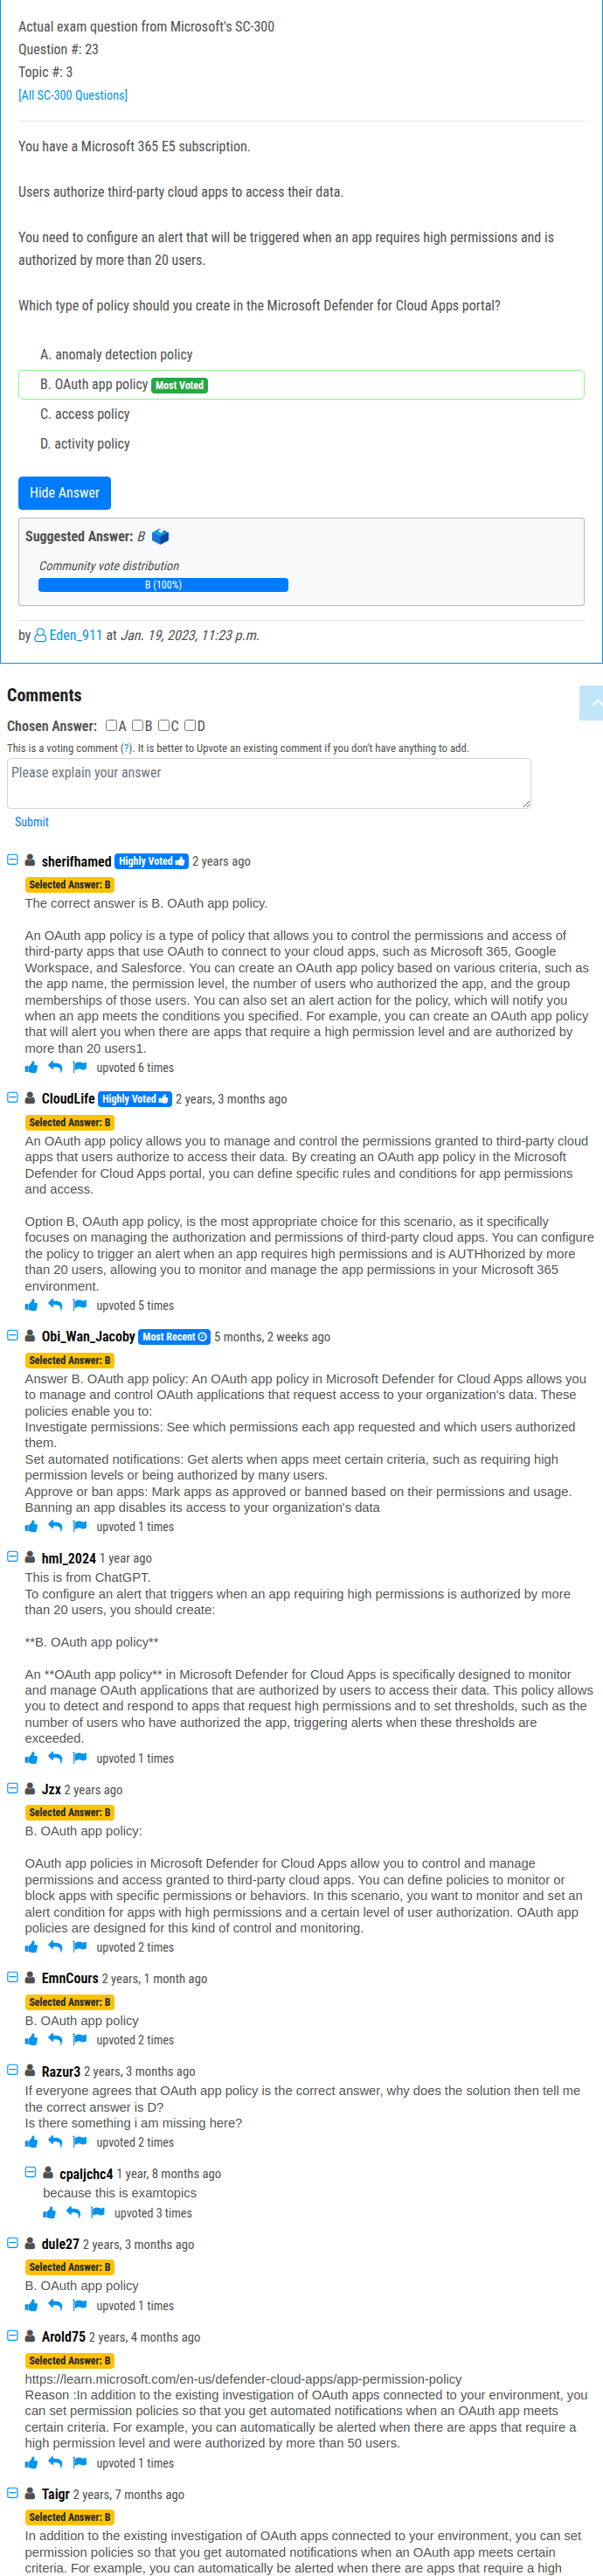 Actual exam question from Microsoft's SC-300
Question #: 23
Topic #: 3
[All SC-300 Questions]
You have a Microsoft 365 E5 subscription.
Users authorize third-party cloud apps to access their data.
You need to configure an alert that will be triggered when an app requires high permissions and is
authorized by more than 20 users.
Which type of policy should you create in the Microsoft Defender for Cloud Apps portal?
A. anomaly detection policy
B. OAuth app policy Most Voted
C. access policy
D. activity policy
Hide Answer
Suggested Answer: B
Community vote distribution
B (100%)
by Eden_911 at Jan. 19, 2023, 11:23 p.m.
Comments
Chosen Answer: A B C D
This is a voting comment (?). It is better to Upvote an existing comment if you don't have anything to add.
Please explain your answer
Submit
sherifhamed Highly Voted 2 years ago
Selected Answer: B
The correct answer is B. OAuth app policy.
An OAuth app policy is a type of policy that allows you to control the permissions and access of
third-party apps that use OAuth to connect to your cloud apps, such as Microsoft 365, Google
Workspace, and Salesforce. You can create an OAuth app policy based on various criteria, such as
the app name, the permission level, the number of users who authorized the app, and the group
memberships of those users. You can also set an alert action for the policy, which will notify you
when an app meets the conditions you specified. For example, you can create an OAuth app policy
that will alert you when there are apps that require a high permission level and are authorized by
more than 20 users1.
upvoted 6 times
CloudLife Highly Voted 2 years, 3 months ago
Selected Answer: B
An OAuth app policy allows you to manage and control the permissions granted to third-party cloud
apps that users authorize to access their data. By creating an OAuth app policy in the Microsoft
Defender for Cloud Apps portal, you can define specific rules and conditions for app permissions
and access.
Option B, OAuth app policy, is the most appropriate choice for this scenario, as it specifically
focuses on managing the authorization and permissions of third-party cloud apps. You can configure
the policy to trigger an alert when an app requires high permissions and is AUTHhorized by more
than 20 users, allowing you to monitor and manage the app permissions in your Microsoft 365
environment.
upvoted 5 times
Obi_Wan_Jacoby Most Recent 5 months, 2 weeks ago
Selected Answer: B
Answer B. OAuth app policy: An OAuth app policy in Microsoft Defender for Cloud Apps allows you
to manage and control OAuth applications that request access to your organization's data. These
policies enable you to:
Investigate permissions: See which permissions each app requested and which users authorized
them.
Set automated notifications: Get alerts when apps meet certain criteria, such as requiring high
permission levels or being authorized by many users.
Approve or ban apps: Mark apps as approved or banned based on their permissions and usage.
Banning an app disables its access to your organization's data
upvoted 1 times
hml_2024 1 year ago
This is from ChatGPT.
To configure an alert that triggers when an app requiring high permissions is authorized by more
than 20 users, you should create:
**B. OAuth app policy**
An **OAuth app policy** in Microsoft Defender for Cloud Apps is specifically designed to monitor
and manage OAuth applications that are authorized by users to access their data. This policy allows
you to detect and respond to apps that request high permissions and to set thresholds, such as the
number of users who have authorized the app, triggering alerts when these thresholds are
exceeded.
upvoted 1 times
Jzx 2 years ago
Selected Answer: B
B. OAuth app policy:
OAuth app policies in Microsoft Defender for Cloud Apps allow you to control and manage
permissions and access granted to third-party cloud apps. You can define policies to monitor or
block apps with specific permissions or behaviors. In this scenario, you want to monitor and set an
alert condition for apps with high permissions and a certain level of user authorization. OAuth app
policies are designed for this kind of control and monitoring.
upvoted 2 times
EmnCours 2 years, 1 month ago
Selected Answer: B
B. OAuth app policy
upvoted 2 times
Razur3 2 years, 3 months ago
If everyone agrees that OAuth app policy is the correct answer, why does the solution then tell me
the correct answer is D?
Is there something i am missing here?
upvoted 2 times
cpaljchc4 1 year, 8 months ago
because this is examtopics
upvoted 3 times
dule27 2 years, 3 months ago
Selected Answer: B
B. OAuth app policy
upvoted 1 times
Arold75 2 years, 4 months ago
Selected Answer: B
https://learn.microsoft.com/en-us/defender-cloud-apps/app-permission-policy
Reason :In addition to the existing investigation of OAuth apps connected to your environment, you
can set permission policies so that you get automated notifications when an OAuth app meets
certain criteria. For example, you can automatically be alerted when there are apps that require a
high permission level and were authorized by more than 50 users.
upvoted 1 times
Taigr 2 years, 7 months ago
Selected Answer: B
In addition to the existing investigation of OAuth apps connected to your environment, you can set
permission policies so that you get automated notifications when an OAuth app meets certain
criteria. For example, you can automatically be alerted when there are apps that require a high